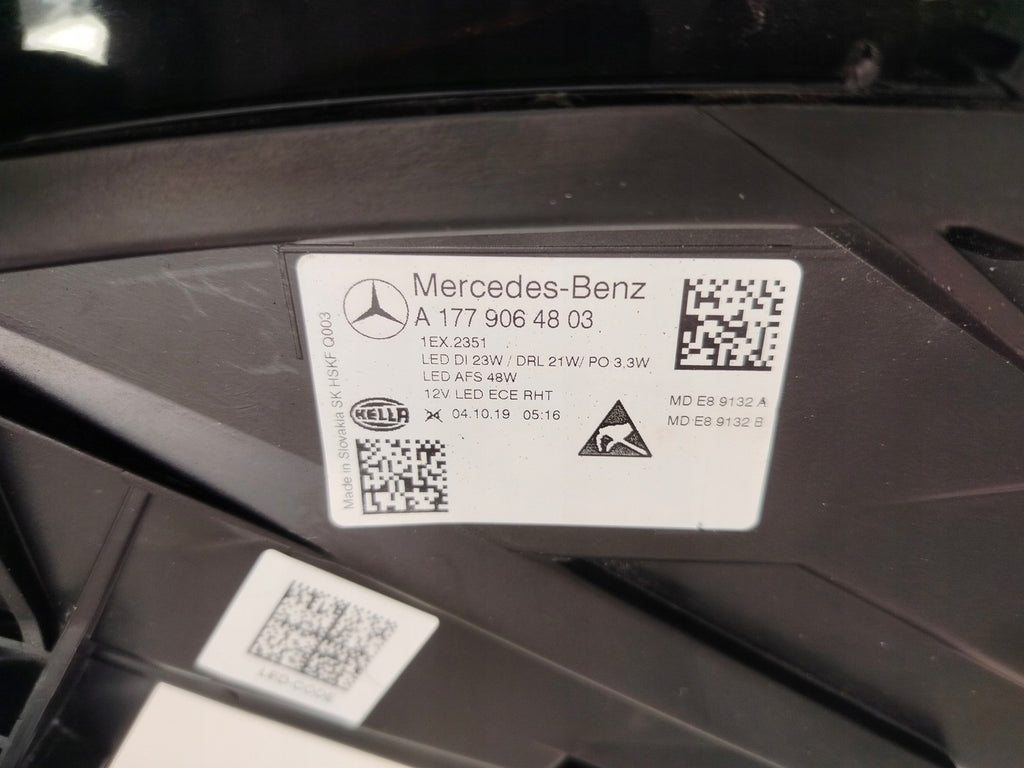 Mercedes-Benz
A 177 906 48 03
1EX.2351
LED DI 23W / DRL 21W/ PO 3,3W
LED AFS 48W
12V LED ECE RHT
HELLA 04.10.19 05:16
MD E8 9132 A
MD E8 9132 B
Made in Slovakia SK HSKF Q003
LED-CODE